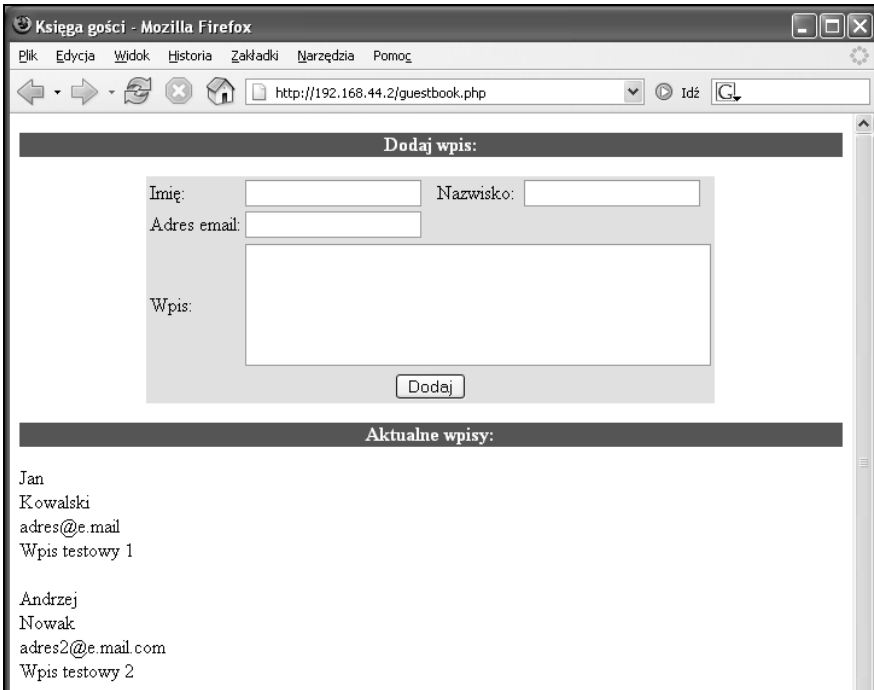 Księga gości - Mozilla Firefox
Plik Edycja Widok Historia Zakładki Narzędzia Pomoc
http://192.168.44.2/guestbook.php Idź G
Dodaj wpis:
Imię: Nazwisko:
Adres email:
Wpis:
Dodaj
Aktualne wpisy:
Jan
Kowalski
adres@e.mail
Wpis testowy 1
Andrzej
Nowak
adres2@e.mail.com
Wpis testowy 2